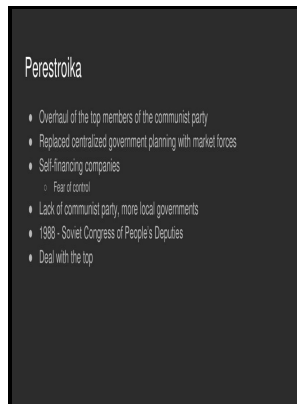 Perestroika
● Overhaul of the top members of the communist party
● Replaced centralized government planning with market forces
● Self-financing companies
○ Fear of control
● Lack of communist party, more local governments
● 1988 - Soviet Congress of People's Deputies
● Deal with the top